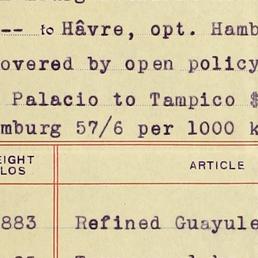 -- to Hâvre, opt. Hamb
overed by open policy
Palacio to Tampico $
mburg 57/6 per 1000 k
EIGHT
LOS
ARTICLE
883 Refined Guayule